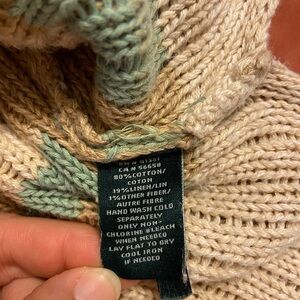 CA # 56658
80% COTTON/
COTON
19% LINEN/LIN
1% OTHER FIBER/
AUTRE FIBRE
HAND WASH COLD
SEPARATELY
ONLY NON-
CHLORINE BLEACH
WHEN NEEDED
LAY FLAT TO DRY
COOL IRON
IF NEEDED